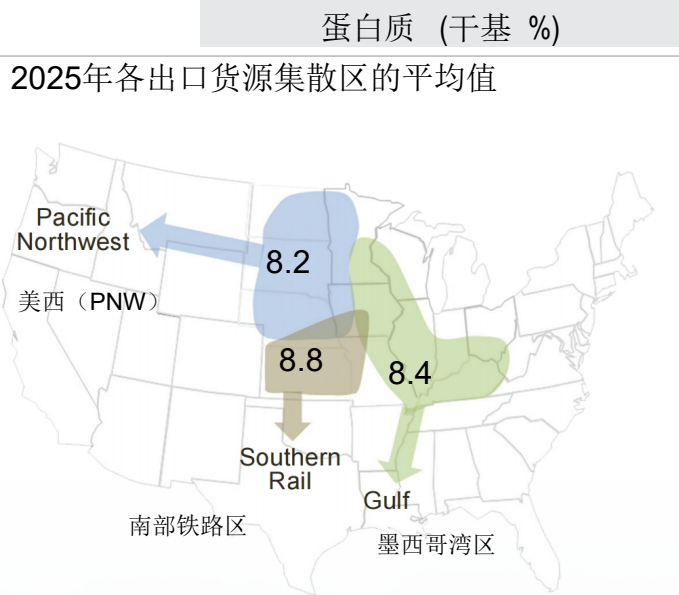 蛋白质 (干基 %)
2025年各出口货源集散区的平均值
Pacific
Northwest
8.2
美西（PNW）
8.8
8.4
Southern
Rail
Gulf
南部铁路区
墨西哥湾区